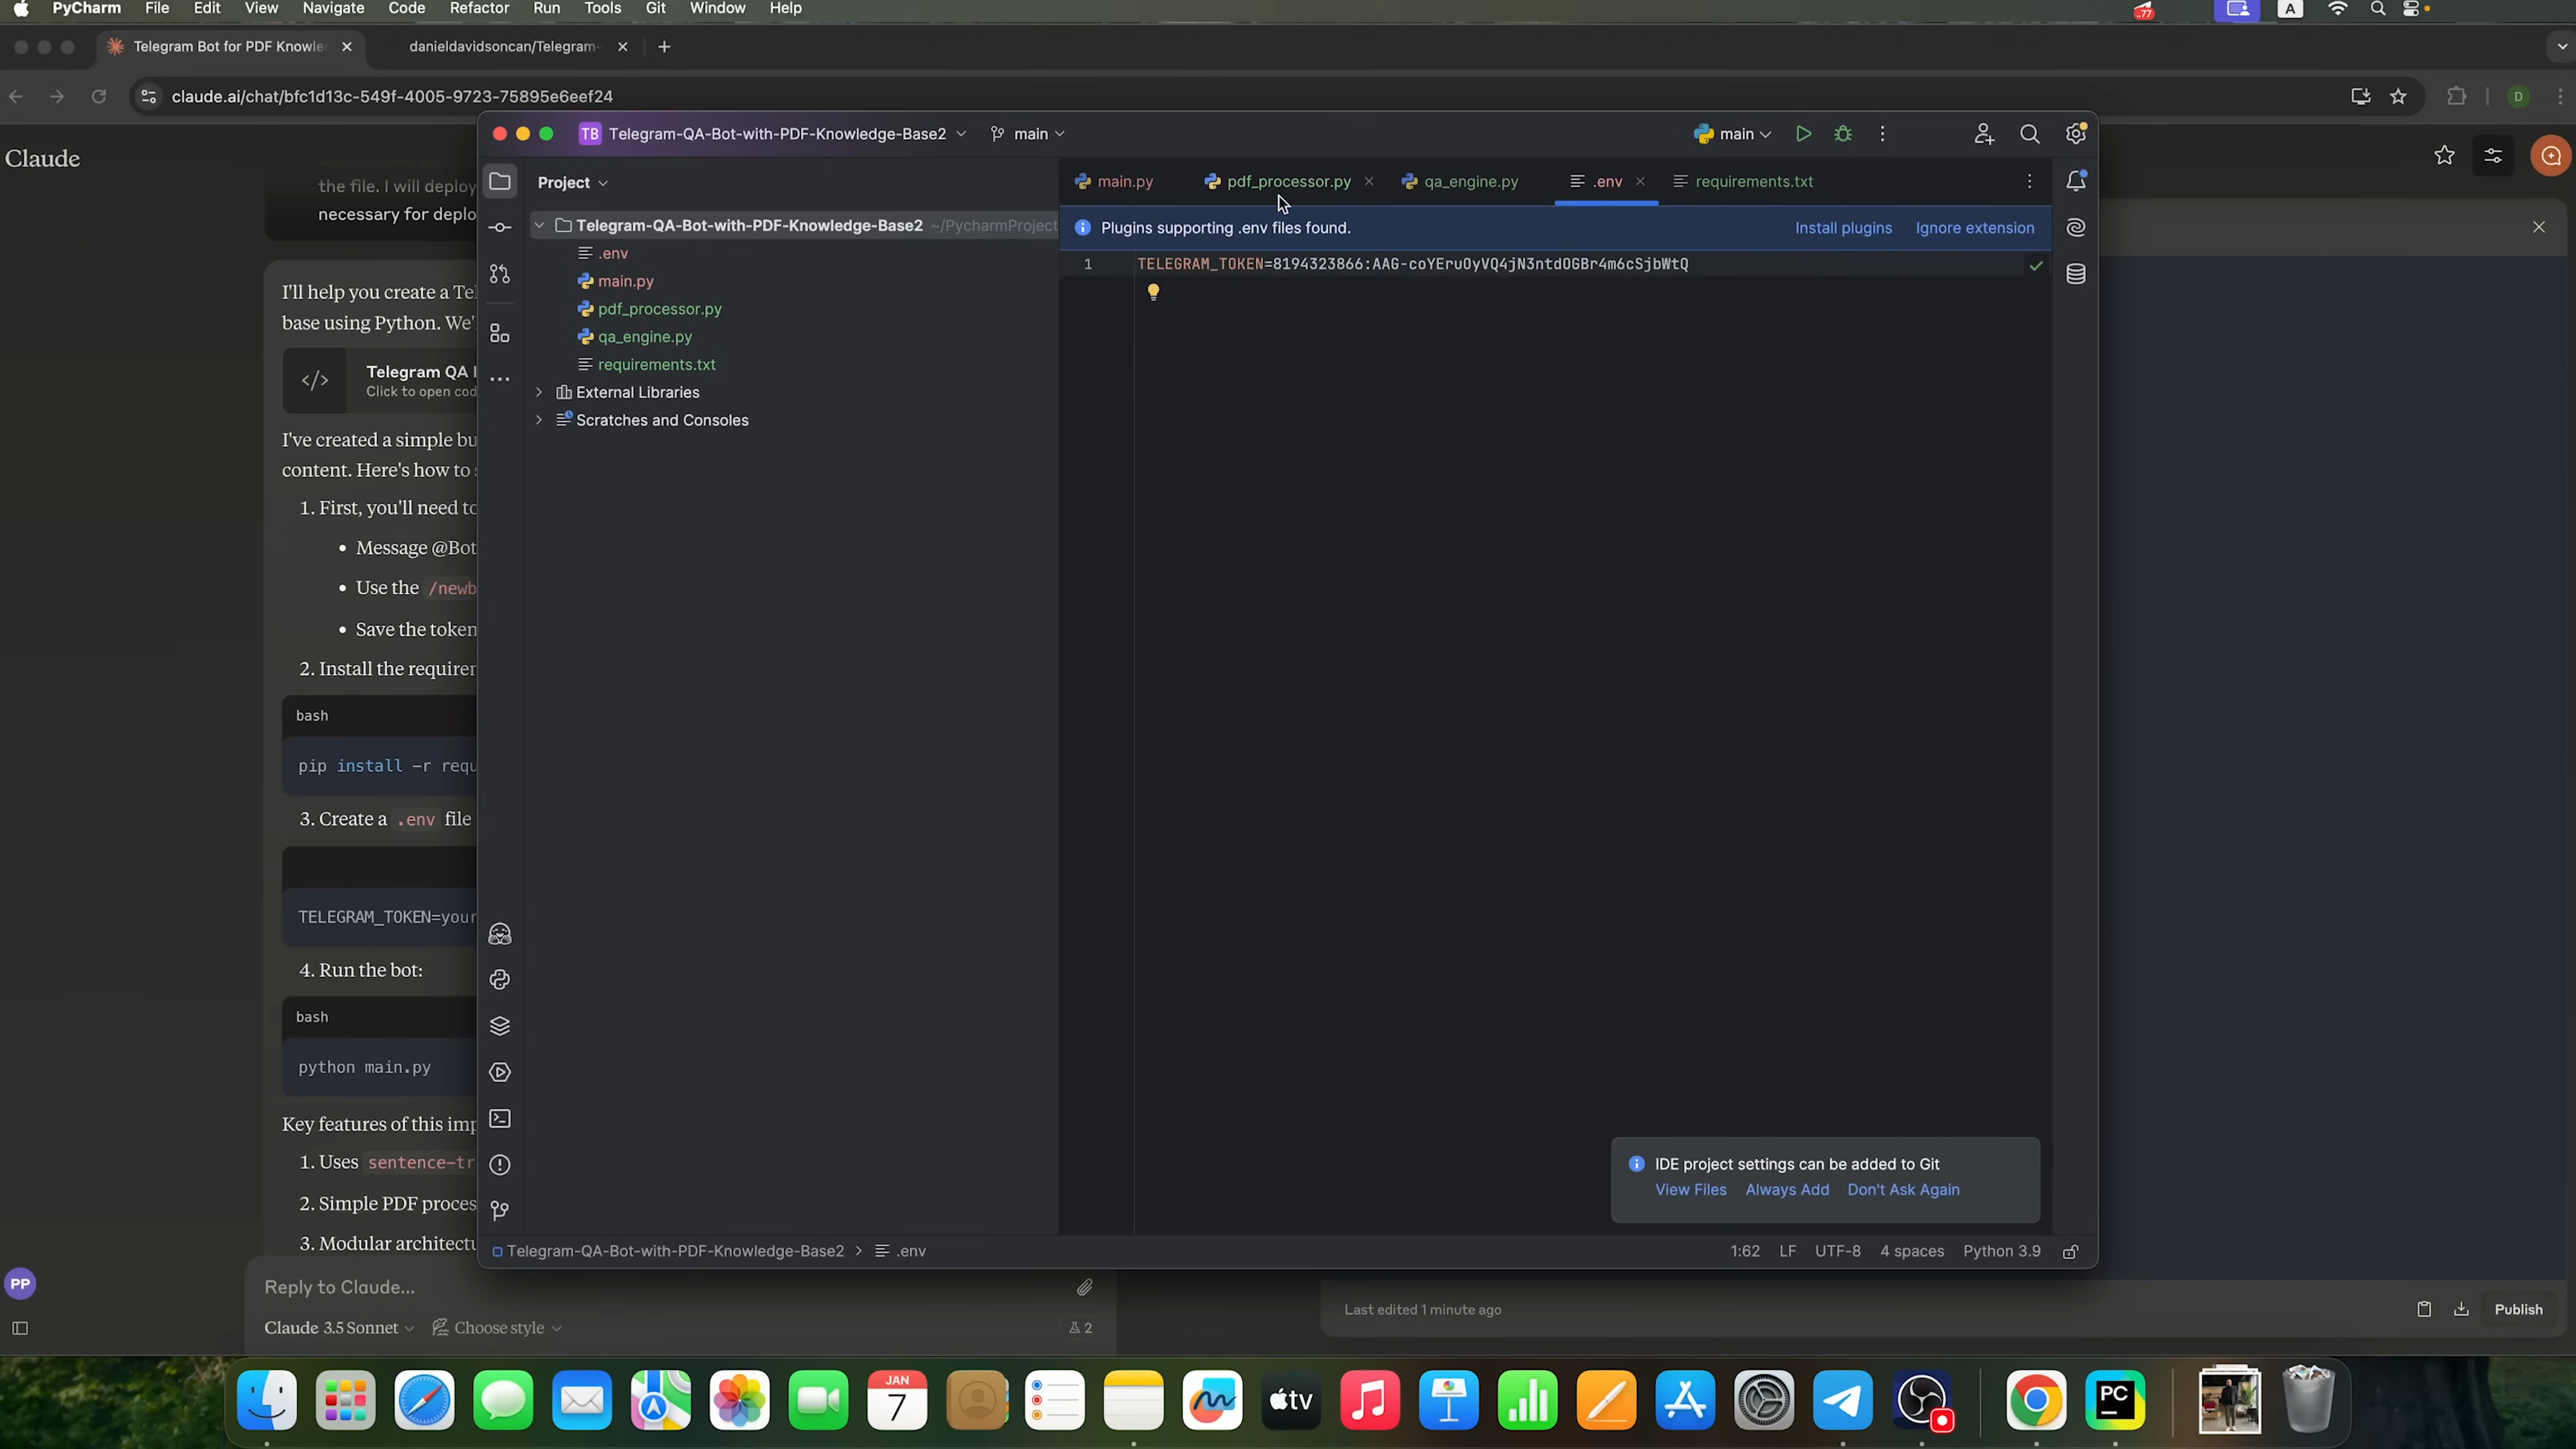 PyCharm File Edit View Navigate Code Refactor Run Tools Git Window Help
77
A
Telegram Bot for PDF Knowle
danieldavidsoncan/Telegram-
claude.ai/chat/bfc1d13c-549f-4005-9723-75895e6eef24
D
Claude
the file. I will deploy
necessary for deplo
I'll help you create a Te
base using Python. We'
Telegram QA
Click to open cod
I've created a simple bu
content. Here's how to
1. First, you'll need to
Message @Bot
Use the /newb
Save the token
2. Install the requirem
bash
pip install -r requ
3. Create a .env file
TELEGRAM_TOKEN=your
4. Run the bot:
bash
python main.py
Key features of this imp
1. Uses sentence-tr
2. Simple PDF proces
3. Modular architectu
PP
Reply to Claude...
Claude 3.5 Sonnet Choose style 2
TB Telegram-QA-Bot-with-PDF-Knowledge-Base2 main main
Project
Telegram-QA-Bot-with-PDF-Knowledge-Base2 ~/PycharmProject
.env
main.py
pdf_processor.py
qa_engine.py
requirements.txt
External Libraries
Scratches and Consoles
main.py pdf_processor.py qa_engine.py .env requirements.txt
Plugins supporting .env files found. Install plugins Ignore extension
1 TELEGRAM_TOKEN=8194323866:AAG-coYEruOyVQ4jN3ntdOGBr4m6cSjbWtQ
IDE project settings can be added to Git
View Files Always Add Don't Ask Again
Telegram-QA-Bot-with-PDF-Knowledge-Base2 > .env
1:62 LF UTF-8 4 spaces Python 3.9
Last edited 1 minute ago
Publish
JAN
7
tv
PC